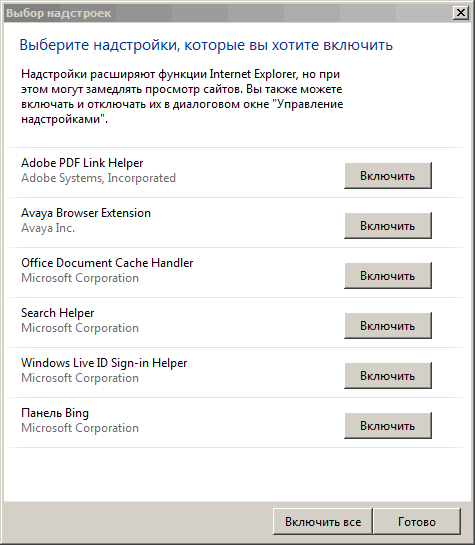 Выбор надстроек
Выберите надстройки, которые вы хотите включить
Надстройки расширяют функции Internet Explorer, но при
этом могут замедлять просмотр сайтов. Вы также можете
включать и отключать их в диалоговом окне "Управление
надстройками".
Adobe PDF Link Helper
Adobe Systems, Incorporated
Включить
Avaya Browser Extension
Avaya Inc.
Включить
Office Document Cache Handler
Microsoft Corporation
Включить
Search Helper
Microsoft Corporation
Включить
Windows Live ID Sign-in Helper
Microsoft Corporation
Включить
Панель Bing
Microsoft Corporation
Включить
Включить все
Готово